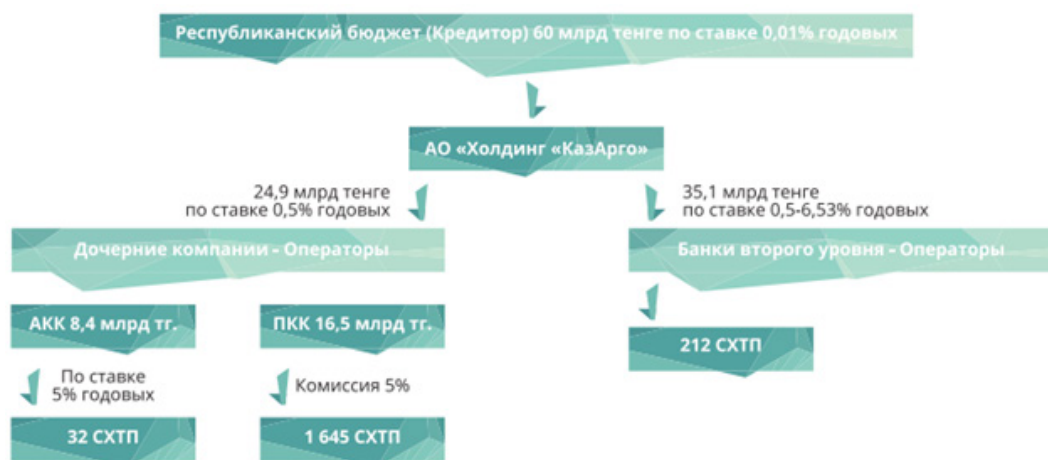 Республиканский бюджет (Кредитор) 60 млрд тенге по ставке 0,01% годовых
АО «Холдинг «КазАрго»
24,9 млрд тенге
по ставке 0,5% годовых
35,1 млрд тенге
по ставке 0,5-6,53% годовых
Дочерние компании - Операторы
Банки второго уровня - Операторы
АКК 8,4 млрд тг.
ПКК 16,5 млрд тг.
212 СХТП
По ставке
5% годовых
Комиссия 5%
32 СХТП
1 645 СХТП